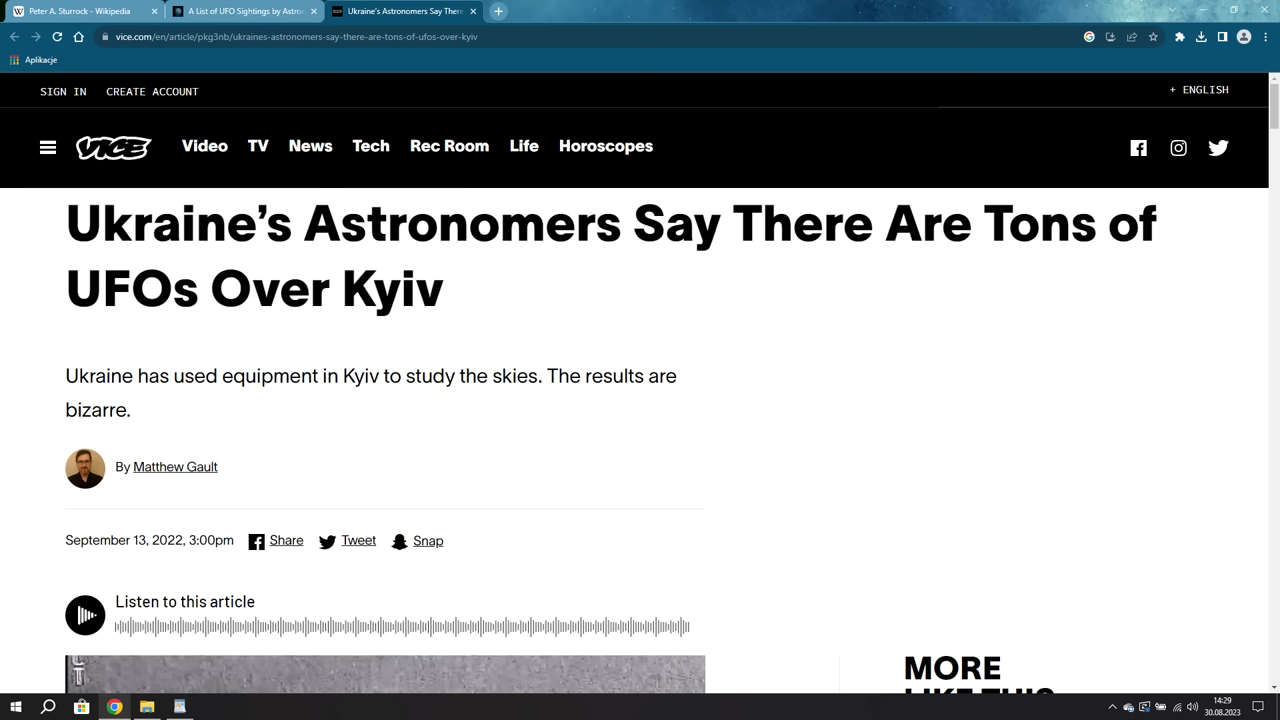 Peter A. Sturrock - Wikipedia
A List of UFO Sightings by Astro
Ukraine's Astronomers Say There
vice.com/en/article/pkg3nb/ukraines-astronomers-say-there-are-tons-of-ufos-over-kyiv
Aplikacje
SIGN IN CREATE ACCOUNT
+ ENGLISH
VICE Video TV News Tech Rec Room Life Horoscopes
Ukraine’s Astronomers Say There Are Tons of
UFOs Over Kyiv
Ukraine has used equipment in Kyiv to study the skies. The results are
bizarre.
By Matthew Gault
September 13, 2022, 3:00pm Share Tweet Snap
Listen to this article
MORE
LIKE THIS
14:29
30.08.2023